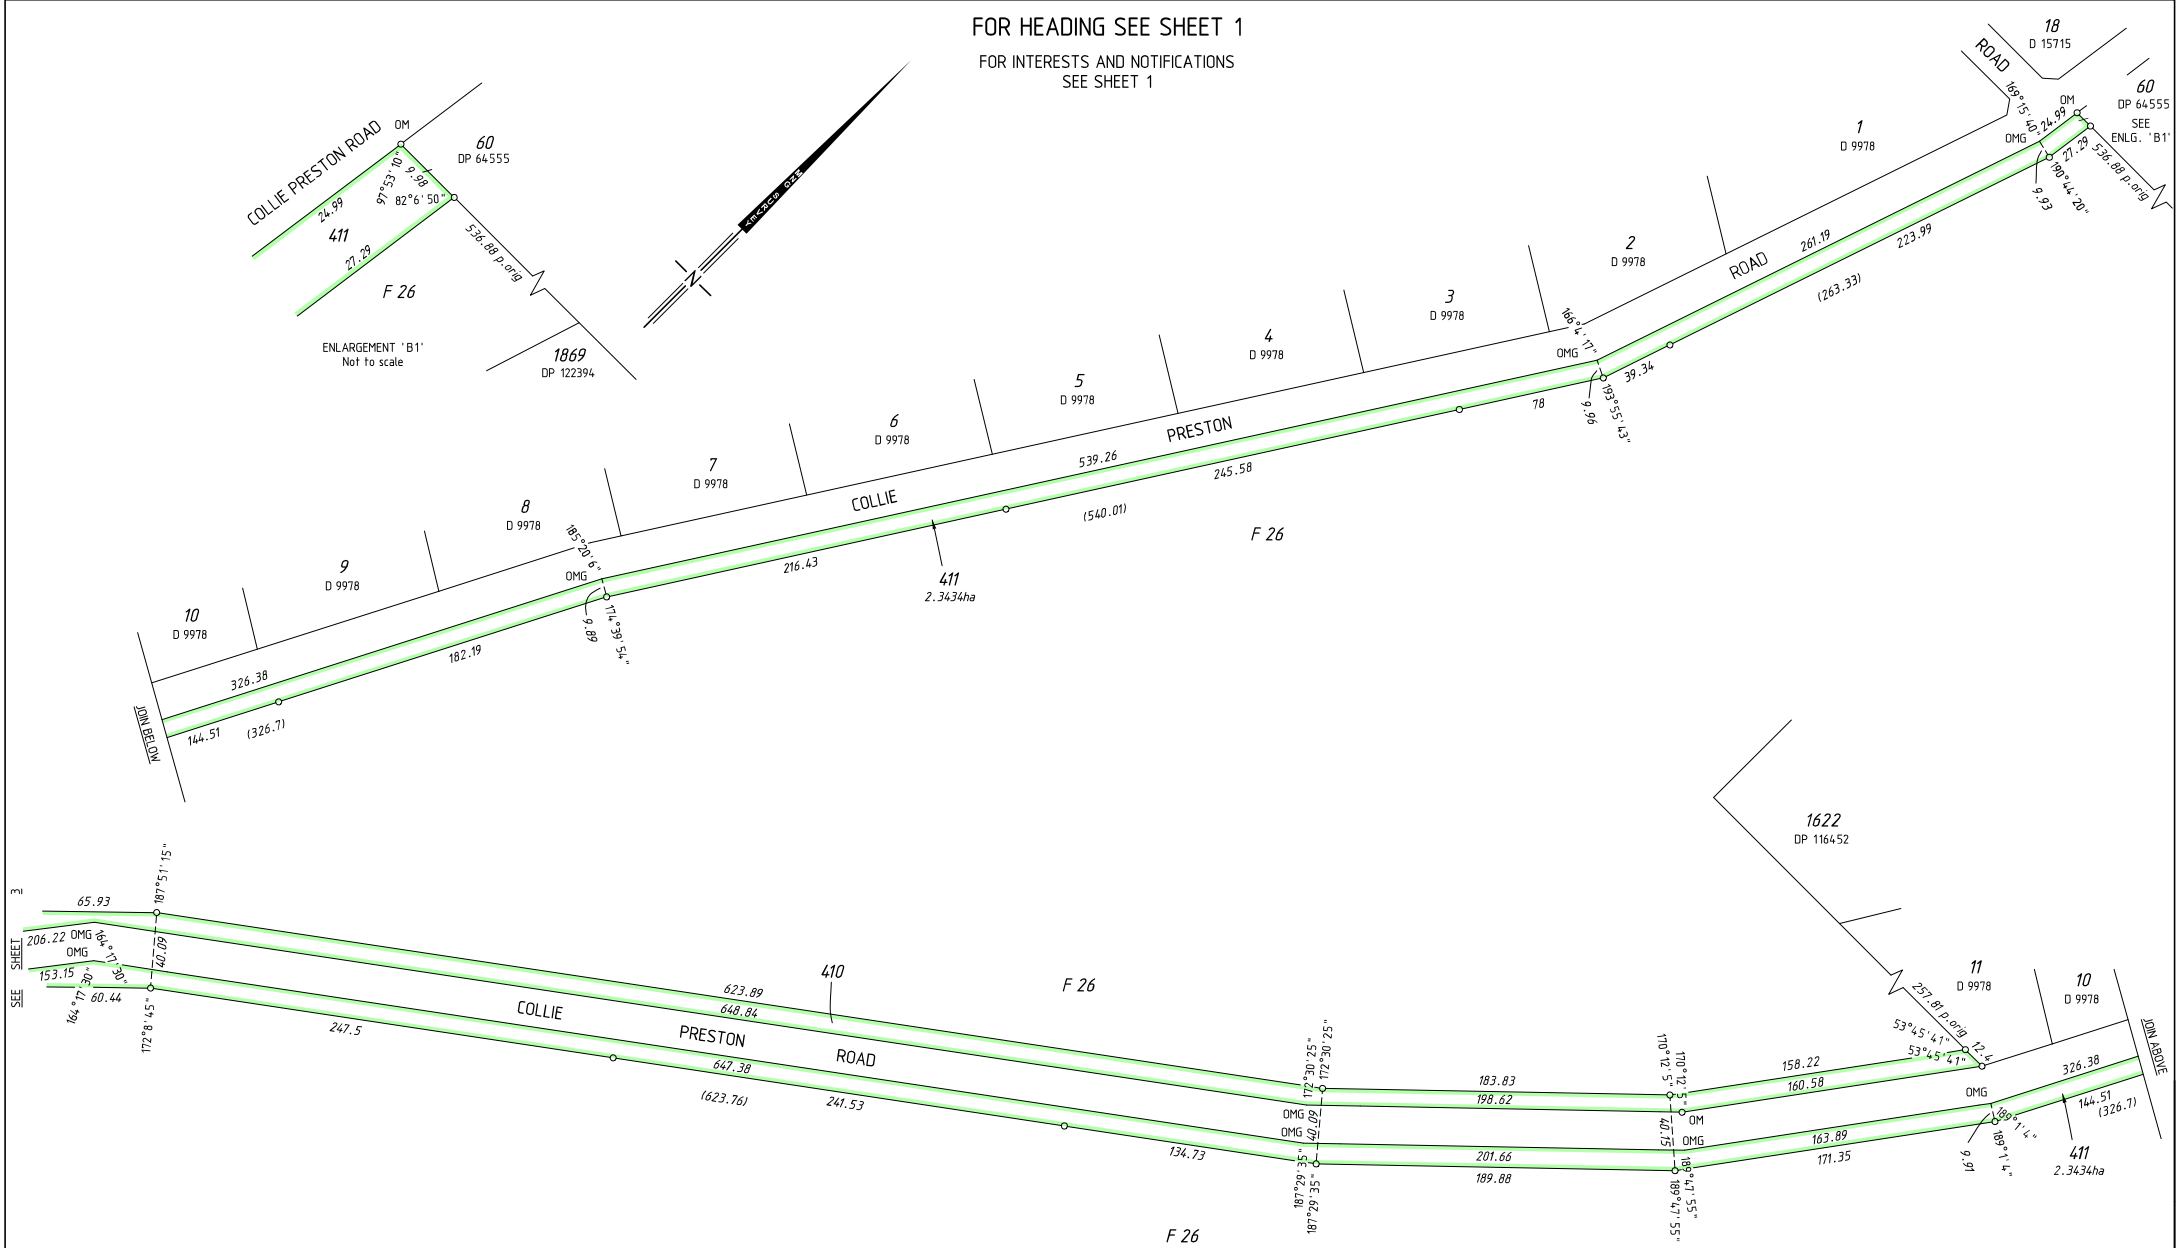 FOR HEADING SEE SHEET 1
FOR INTERESTS AND NOTIFICATIONS
SEE SHEET 1
COLLIE PRESTON ROAD
OM
60
DP 64555
97°53'10"
9.98
82°6'50"
24.99
411
27.29
536.88 p.orig
F 26
ENLARGEMENT 'B1'
Not to scale
1869
DP 122394
N
MNG SURVEY
18
D 15715
ROAD
60
DP 64555
SEE
ENLG. 'B1'
OM
24.99
169°15'40"
OMG
27.29
536.88 p.orig
190°44'20"
9.93
1
D 9978
261.19
223.99
ROAD
(263.33)
2
D 9978
3
D 9978
166°4'17"
OMG
39.34
9.96
193°55'43"
78
4
D 9978
5
D 9978
PRESTON
539.26
245.58
(540.01)
F 26
6
D 9978
7
D 9978
COLLIE
216.43
411
2.3434ha
8
D 9978
185°20'6"
OMG
9.89
174°39'54"
9
D 9978
182.19
10
D 9978
326.38
144.51
(326.7)
JOIN BELOW
1622
DP 116452
SEE SHEET 3
65.93
187°51'15"
206.22
OMG
OMG
164°17'30"
40.09
153.15
164°17'30"
60.44
172°8'45"
247.5
COLLIE
PRESTON
ROAD
623.89
648.84
410
F 26
647.38
(623.76)
241.53
134.73
172°30'25"
172°30'25"
OMG
OMG
40.09
187°29'35"
187°29'35"
183.83
198.62
201.66
189.88
170°12'5"
170°12'5"
OM
40.15
OMG
189°47'55"
189°47'55"
158.22
160.58
163.89
171.35
257.81 p.orig
53°45'41"
53°45'41"
12.4
11
D 9978
10
D 9978
JOIN ABOVE
326.38
OMG
144.51
(326.7)
189°1'4"
189°1'4"
9.91
411
2.3434ha
F 26